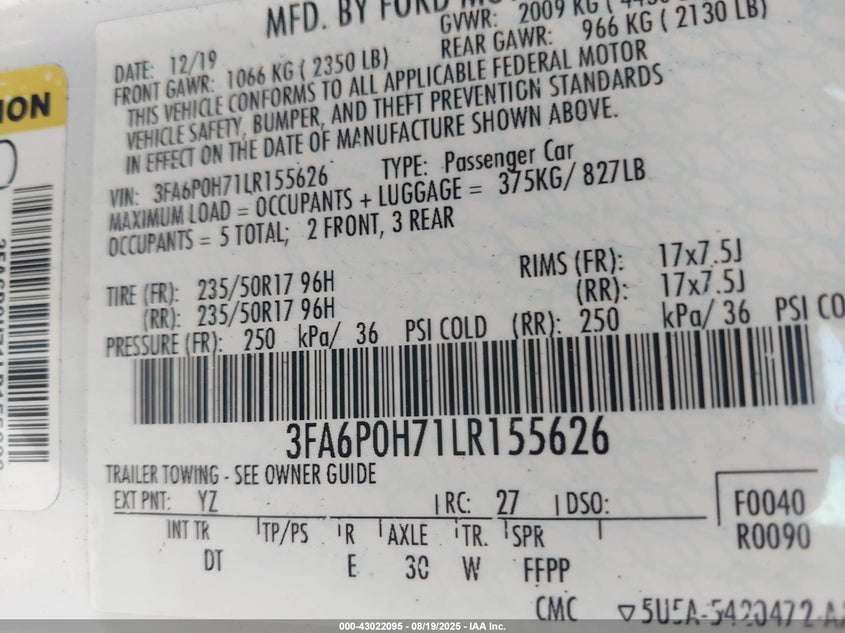 MFD. BY FORD
GVWR: 2009 KG
DATE: 12/19
FRONT GAWR: 1066 KG ( 2350 LB)
REAR GAWR: 966 KG ( 2130 LB)
THIS VEHICLE CONFORMS TO ALL APPLICABLE FEDERAL MOTOR
VEHICLE SAFETY, BUMPER, AND THEFT PREVENTION STANDARDS
IN EFFECT ON THE DATE OF MANUFACTURE SHOWN ABOVE.
VIN: 3FA6P0H71LR155626 TYPE: Passenger Car
MAXIMUM LOAD = OCCUPANTS + LUGGAGE = 375KG/ 827LB
OCCUPANTS = 5 TOTAL; 2 FRONT, 3 REAR
TIRE (FR): 235/50R17 96H RIMS (FR): 17x7.5J
(RR): 235/50R17 96H (RR): 17x7.5J
PRESSURE (FR): 250 kPa/ 36 PSI COLD (RR): 250 kPa/ 36 PSI CO
3FA6P0H71LR155626
TRAILER TOWING - SEE OWNER GUIDE
EXT PNT: YZ RC: 27 DSO: F0040
INT TR TP/PS R AXLE TR. SPR R0090
DT E 30 W FFPP
CMC 5U5A-5420472-A
000-43022095 - 08/19/2025 - IAA Inc.